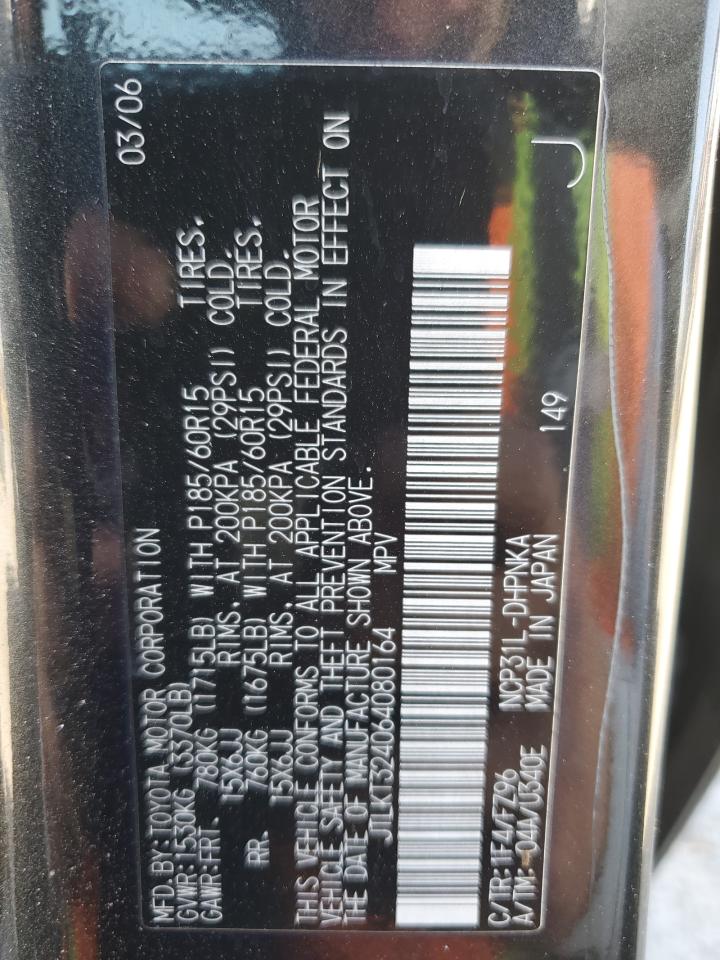 MFD. BY: TOYOTA MOTOR CORPORATION 03/06
GVWR: 1530KG (3370LB)
GAWR: FRT. 780KG (1715LB) WITH P185/60R15 TIRES,
15X6JJ RIMS, AT 200KPA (29PSI) COLD.
RR. 760KG (1675LB) WITH P185/60R15 TIRES,
15X6JJ RIMS, AT 200KPA (29PSI) COLD.
THIS VEHICLE CONFORMS TO ALL APPLICABLE FEDERAL MOTOR
VEHICLE SAFETY AND THEFT PREVENTION STANDARDS IN EFFECT ON
THE DATE OF MANUFACTURE SHOWN ABOVE.
JTLKT324064080164 MPV
C/TR: 1E4/F796 NCP31L-DHPNKA
A/TM: -04A/U340E MADE IN JAPAN 149 J